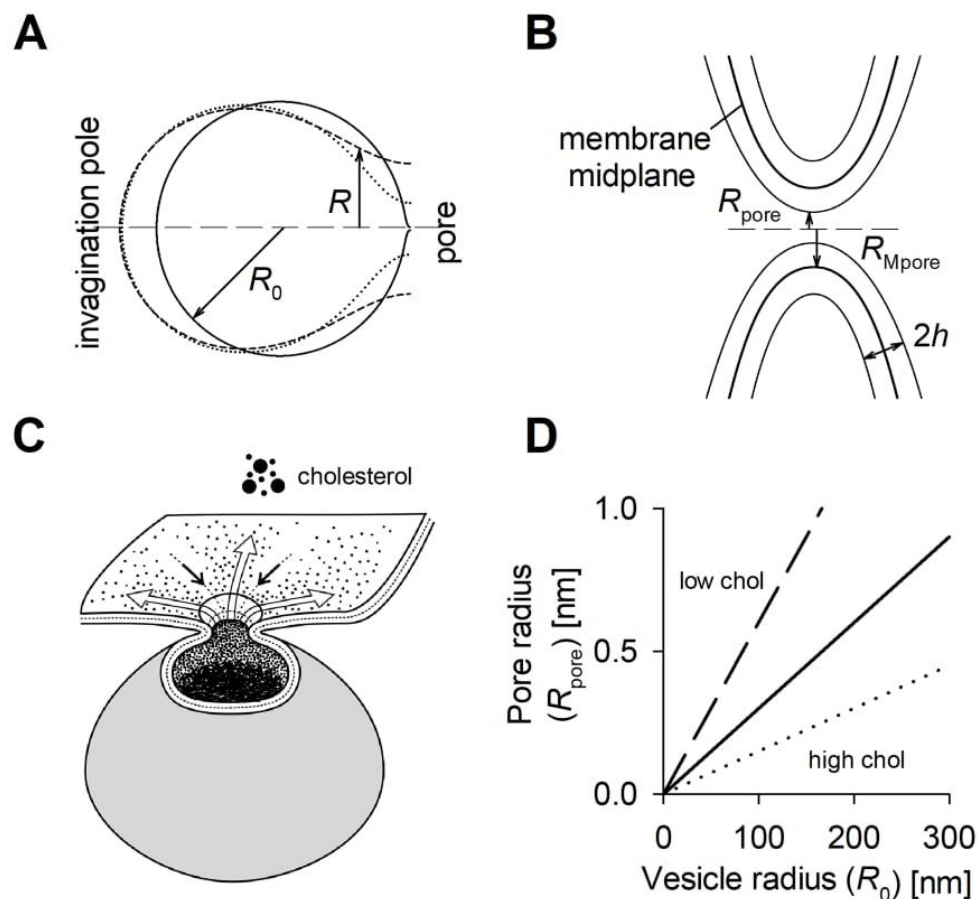 A
invagination pole
R
R0
pore
B
membrane
midplane
Rpore
RMpore
2h
C
cholesterol
D
Pore radius
(Rpore) [nm]
1.0
0.5
0.0
low chol
high chol
0
100
200
300
Vesicle radius (R0) [nm]